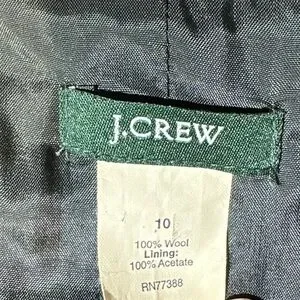 J.CREW
10
100% Wool
Lining:
100% Acetate
RN77388